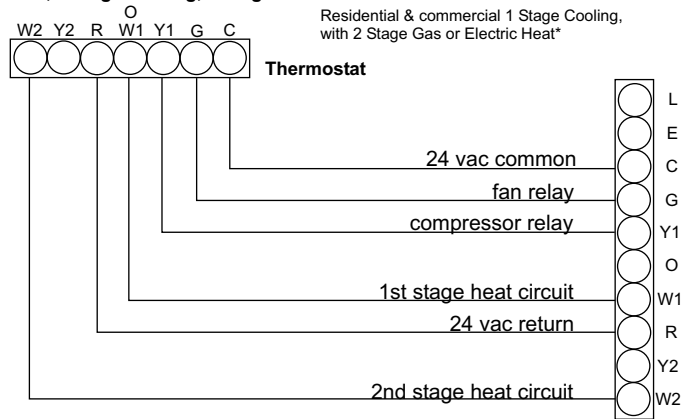 Residential & commercial 1 Stage Cooling,
with 2 Stage Gas or Electric Heat*
O
W2 Y2 R W1 Y1 G C
Thermostat
L
E
24 vac common C
fan relay G
compressor relay Y1
O
1st stage heat circuit W1
24 vac return R
Y2
2nd stage heat circuit W2